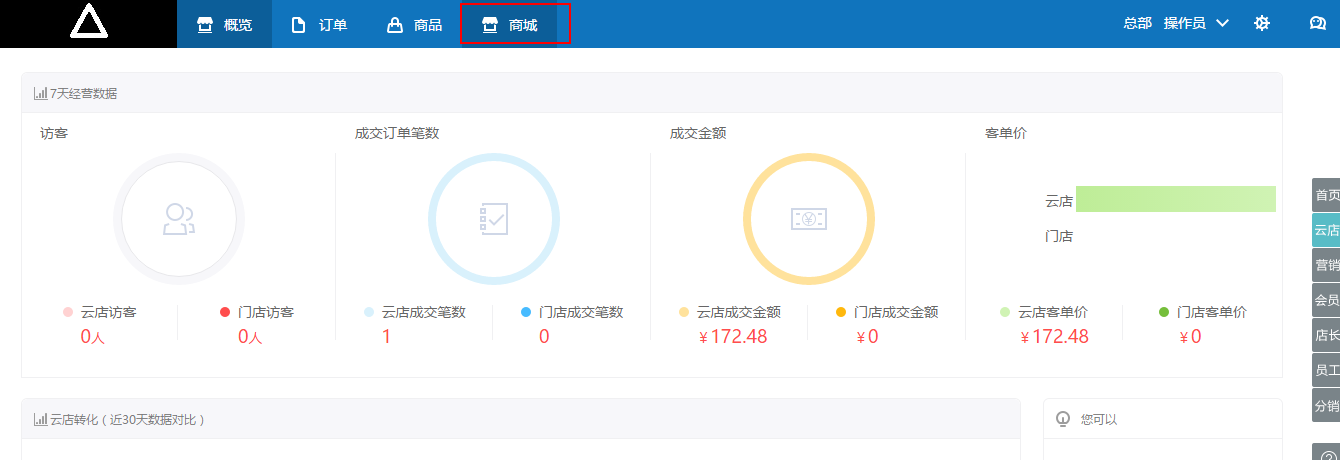 概览 订单 商品 商城 总部 操作员
7天经营数据
访客 成交订单笔数 成交金额 客单价
云店
门店
云店访客 门店访客 云店成交笔数 门店成交笔数 云店成交金额 门店成交金额 云店客单价 门店客单价
0人 0人 1 0 ¥172.48 ¥0 ¥172.48 ¥0
云店转化（近30天数据对比） 您可以
首页
云店
营销
会员
店长
员工
分销